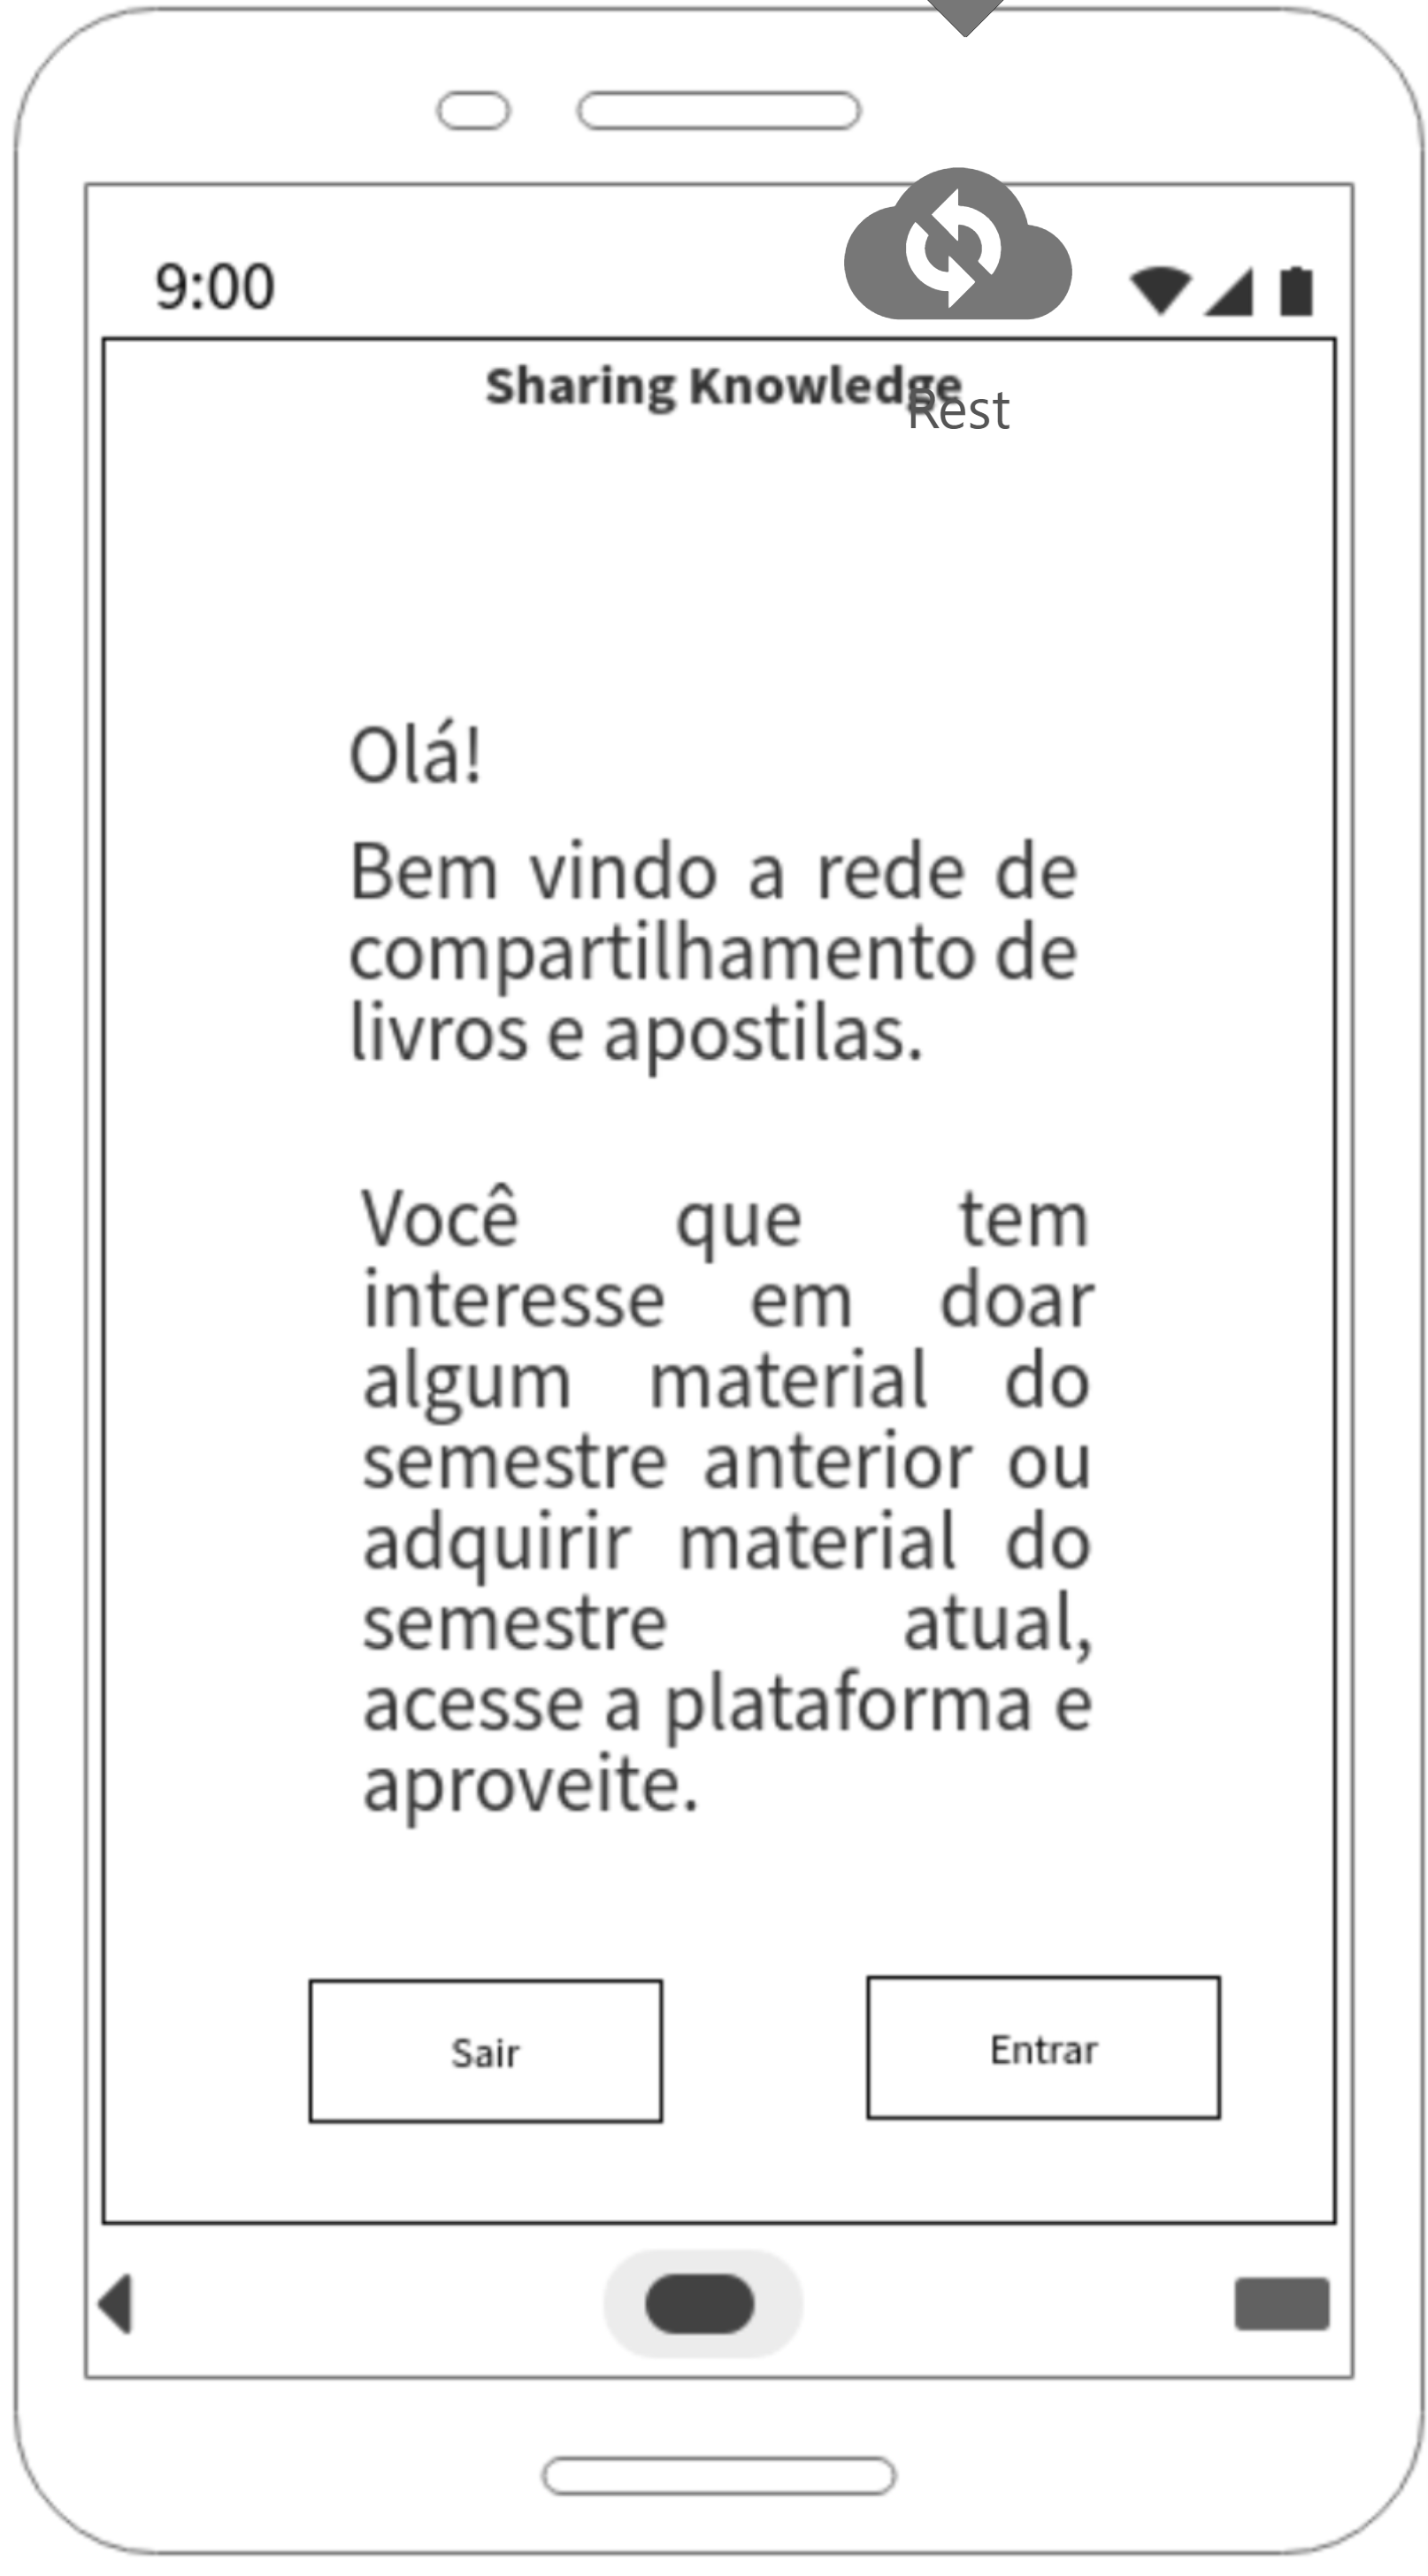 9:00
Sharing Knowledge
Rest
Olá!
Bem vindo a rede de
compartilhamento de
livros e apostilas.
Você que tem
interesse em doar
algum material do
semestre anterior ou
adquirir material do
semestre atual,
acesse a plataforma e
aproveite.
Sair
Entrar